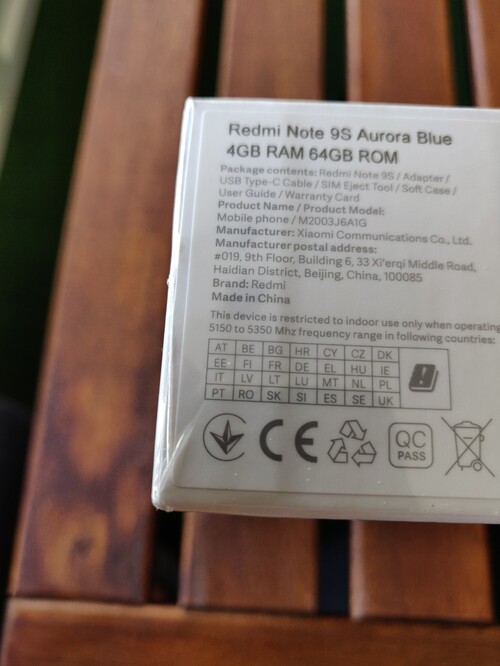 Redmi Note 9S Aurora Blue
4GB RAM 64GB ROM
Package contents: Redmi Note 9S / Adapter /
USB Type-C Cable / SIM Eject Tool / Soft Case /
User Guide / Warranty Card
Product Name / Product Model:
Mobile phone / M2003J6A1G
Manufacturer: Xiaomi Communications Co., Ltd.
Manufacturer postal address:
#019, 9th Floor, Building 6, 33 Xi'erqi Middle Road,
Haidian District, Beijing, China, 100085
Brand: Redmi
Made in China
This device is restricted to indoor use only when operating
5150 to 5350 Mhz frequency range in following countries:
AT BE BG HR CY CZ DK
EE FI FR DE EL HU IE
IT LV LT LU MT NL PL
PT RO SK SI ES SE UK
CE
QC
PASS